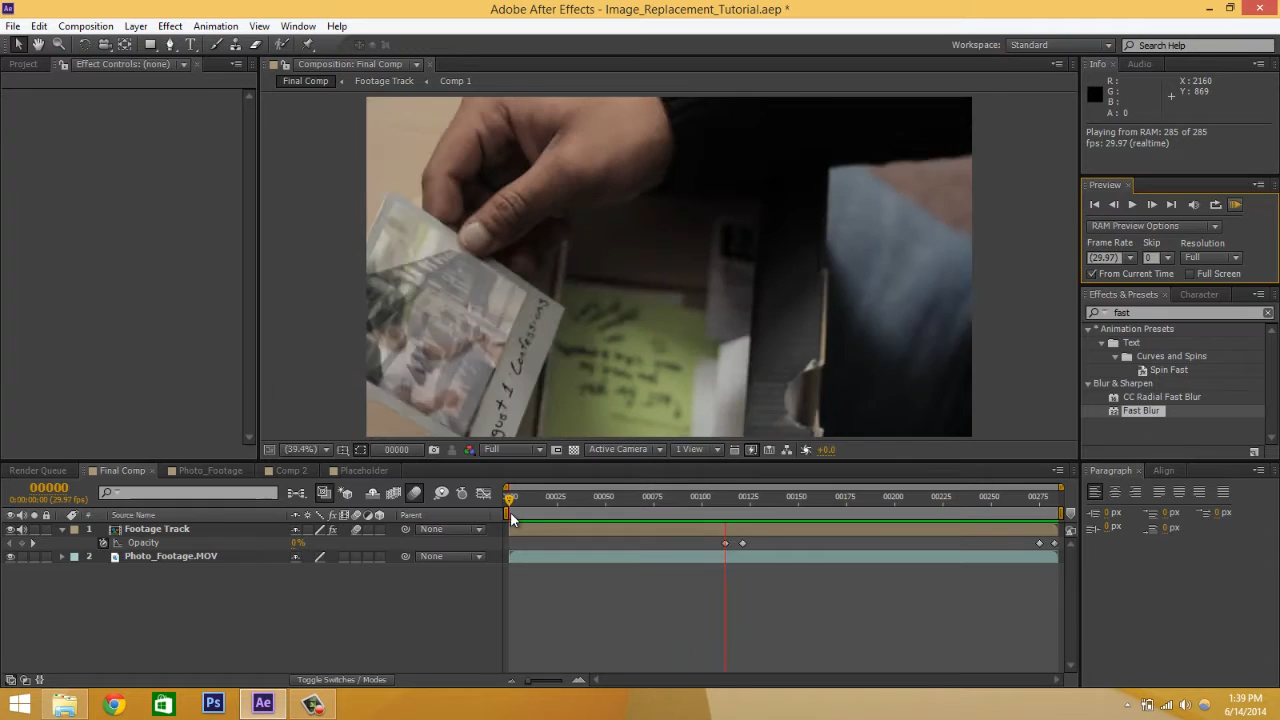 Adobe After Effects - Image_Replacement_Tutorial.aep *
File Edit Composition Layer Effect Animation View Window Help
Workspace: Standard Search Help
Project Effect Controls: (none) Composition: Final Comp Info Audio
Final Comp Footage Track Comp 1
R: G: B: A: 0
X: 2160
Y: 869
Playing from RAM: 285 of 285
fps: 29.97 (realtime)
Preview
RAM Preview Options
Frame Rate Skip Resolution
(29.97) 0 Full
From Current Time Full Screen
Effects & Presets Character
fast
* Animation Presets
Text
Curves and Spins
Spin Fast
Blur & Sharpen
CC Radial Fast Blur
Fast Blur
1 Confessions
(39.4%) 00000 Full Active Camera 1 View +0.0
Render Queue Final Comp Photo_Footage Comp 2 Placeholder Paragraph Align
00000
0:00:00:00 (29.97 fps)
00025 00050 00075 00100 00125 00150 00175 00200 00225 00250 00275
# Source Name Parent
1 Footage Track None
Opacity 0%
2 Photo_Footage.MOV None
0 px 0 px 0 px
0 px 0 px
Toggle Switches / Modes
Ps Ae
1:39 PM
6/14/2014